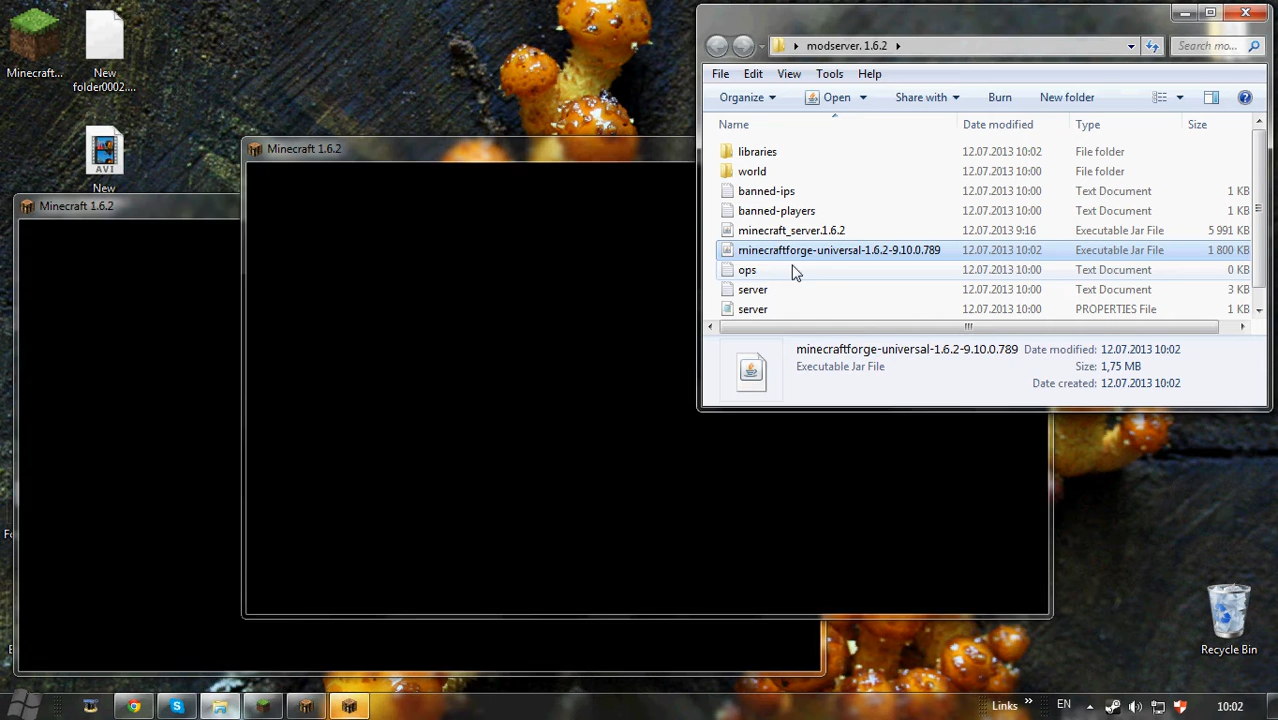 Minecraft...
New
folder0002....
AVI
New
Minecraft 1.6.2
Minecraft 1.6.2
modserver. 1.6.2
Search mo...
File Edit View Tools Help
Organize Open Share with Burn New folder
Name Date modified Type Size
libraries 12.07.2013 10:02 File folder
world 12.07.2013 10:00 File folder
banned-ips 12.07.2013 10:00 Text Document 1 KB
banned-players 12.07.2013 10:00 Text Document 1 KB
minecraft_server.1.6.2 12.07.2013 9:16 Executable Jar File 5 991 KB
minecraftforge-universal-1.6.2-9.10.0.789 12.07.2013 10:02 Executable Jar File 1 800 KB
ops 12.07.2013 10:00 Text Document 0 KB
server 12.07.2013 10:00 Text Document 3 KB
server 12.07.2013 10:00 PROPERTIES File 1 KB
minecraftforge-universal-1.6.2-9.10.0.789 Date modified: 12.07.2013 10:02
Executable Jar File Size: 1,75 MB
Date created: 12.07.2013 10:02
Recycle Bin
Links » EN 10:02